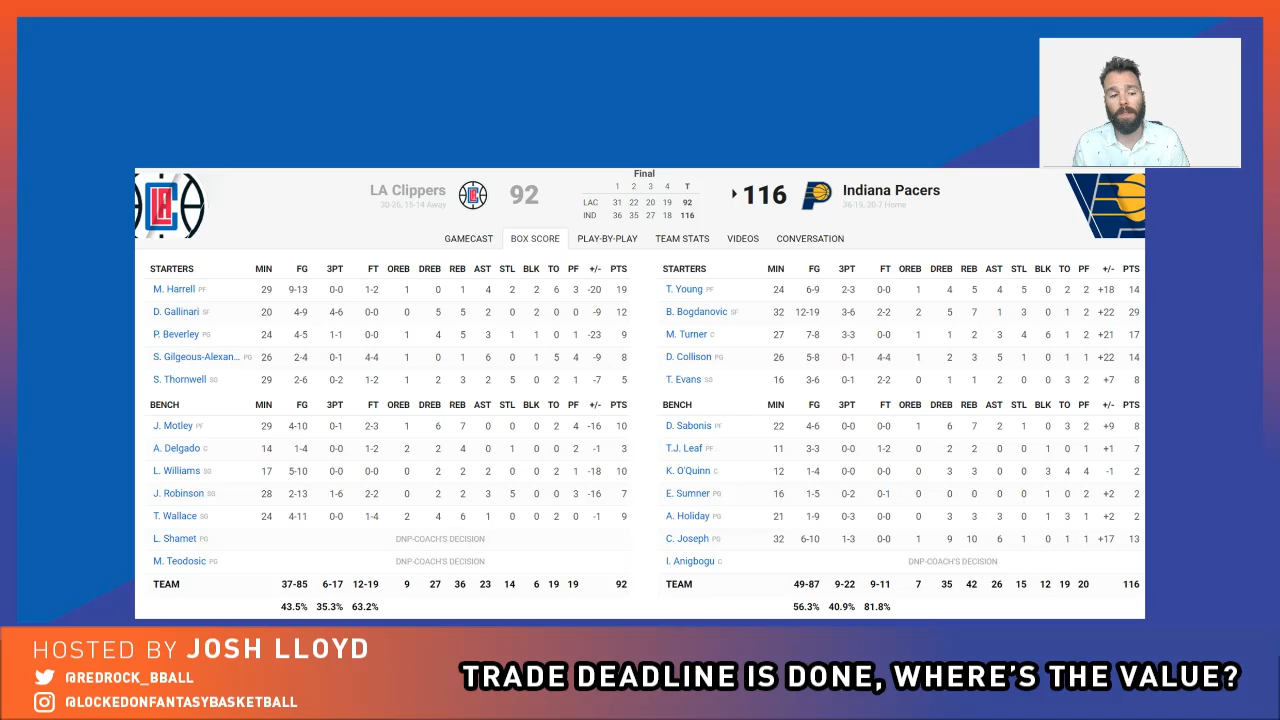 Final
LA Clippers 92 1 2 3 4 T 116 Indiana Pacers
30-26, 15-14 Away LAC 31 22 20 19 92 36-19, 20-7 Home
IND 36 35 27 18 116
GAMECAST BOX SCORE PLAY-BY-PLAY TEAM STATS VIDEOS CONVERSATION
STARTERS MIN FG 3PT FT OREB DREB REB AST STL BLK TO PF +/- PTS
M. Harrell PF 29 9-13 0-0 1-2 1 0 1 4 2 2 6 3 -20 19
D. Gallinari SF 20 4-9 4-6 0-0 0 5 5 2 0 2 0 0 -9 12
P. Beverley PG 24 4-5 1-1 0-0 1 4 5 3 1 1 0 1 -23 9
S. Gilgeous-Alexan... PG 26 2-4 0-1 4-4 1 0 1 6 0 1 5 4 -9 8
S. Thornwell SG 29 2-6 0-2 1-2 1 2 3 2 5 0 2 1 -7 5
BENCH MIN FG 3PT FT OREB DREB REB AST STL BLK TO PF +/- PTS
J. Motley PF 29 4-10 0-1 2-3 1 6 7 0 0 0 2 4 -16 10
A. Delgado C 14 1-4 0-0 1-2 2 2 4 0 1 0 0 2 -1 3
L. Williams SG 17 5-10 0-0 0-0 0 2 2 2 0 0 2 1 -18 10
J. Robinson SG 28 2-13 1-6 2-2 0 2 2 3 5 0 0 3 -16 7
T. Wallace SG 24 4-11 0-0 1-4 2 4 6 1 0 0 2 0 -1 9
L. Shamet PG DNP-COACH'S DECISION
M. Teodosic PG DNP-COACH'S DECISION
TEAM 37-85 6-17 12-19 9 27 36 23 14 6 19 19 92
43.5% 35.3% 63.2%
STARTERS MIN FG 3PT FT OREB DREB REB AST STL BLK TO PF +/- PTS
T. Young PF 24 6-9 2-3 0-0 1 4 5 4 5 0 2 2 +18 14
B. Bogdanovic SF 32 12-19 3-6 2-2 2 5 7 1 3 0 1 2 +22 29
M. Turner C 27 7-8 3-3 0-0 1 1 2 3 4 6 1 2 +21 17
D. Collison PG 26 5-8 0-1 4-4 1 2 3 5 1 0 1 1 +22 14
T. Evans SG 16 3-6 0-1 2-2 0 1 1 2 0 0 3 2 +7 8
BENCH MIN FG 3PT FT OREB DREB REB AST STL BLK TO PF +/- PTS
D. Sabonis PF 22 4-6 0-0 0-0 1 6 7 2 1 0 3 2 +9 8
T.J. Leaf PF 11 3-3 0-0 1-2 0 2 2 0 0 1 0 1 +1 7
K. O'Quinn C 12 1-4 0-0 0-0 0 3 3 0 0 3 4 4 -1 2
E. Sumner PG 16 1-5 0-2 0-1 0 0 0 0 0 1 0 2 +2 2
A. Holiday PG 21 1-9 0-3 0-0 0 3 3 3 0 1 3 1 +2 2
C. Joseph PG 32 6-10 1-3 0-0 1 9 10 6 1 0 1 1 +17 13
I. Anigbogu C DNP-COACH'S DECISION
TEAM 49-87 9-22 9-11 7 35 42 26 15 12 19 20 116
56.3% 40.9% 81.8%
HOSTED BY JOSH LLOYD
@REDROCK_BBALL
@LOCKEDONFANTASYBASKETBALL
TRADE DEADLINE IS DONE, WHERE'S THE VALUE?